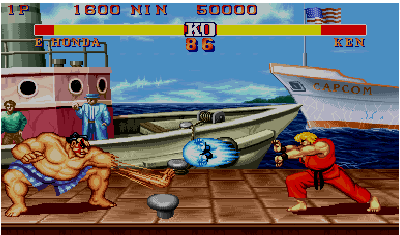 1P 1800 NIN 50000
KO
E.HONDA 86 KEN
CAPCOM